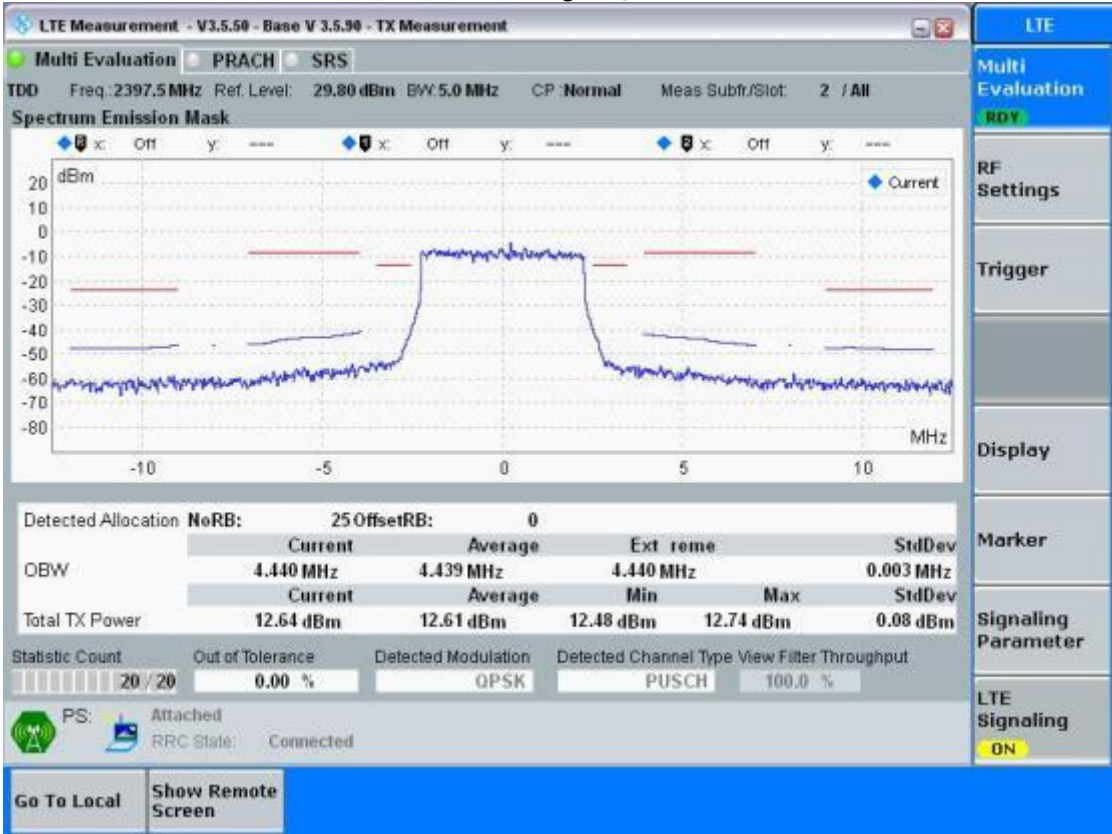 LTE Measurement - V3.5.50 - Base V 3.5.90 - TX Measurement
LTE
Multi Evaluation PRACH SRS
Multi
Evaluation
RDY
TDD Freq.:2397.5 MHz Ref. Level: 29.80 dBm BW:5.0 MHz CP :Normal Meas Subfr./Slot: 2 / All
Spectrum Emission Mask
x: Off y: --- x: Off y: --- x: Off y: ---
dBm
Current
20
10
0
-10
-20
-30
-40
-50
-60
-70
-80
MHz
-10 -5 0 5 10
RF
Settings
Trigger
Display
Marker
Signaling
Parameter
LTE
Signaling
ON
Detected Allocation NoRB: 25 OffsetRB: 0
Current Average Ext reme StdDev
OBW 4.440 MHz 4.439 MHz 4.440 MHz 0.003 MHz
Current Average Min Max StdDev
Total TX Power 12.64 dBm 12.61 dBm 12.48 dBm 12.74 dBm 0.08 dBm
Statistic Count Out of Tolerance Detected Modulation Detected Channel Type View Filter Throughput
20 / 20 0.00 % QPSK PUSCH 100.0 %
PS: Attached
RRC State: Connected
Go To Local
Show Remote
Screen